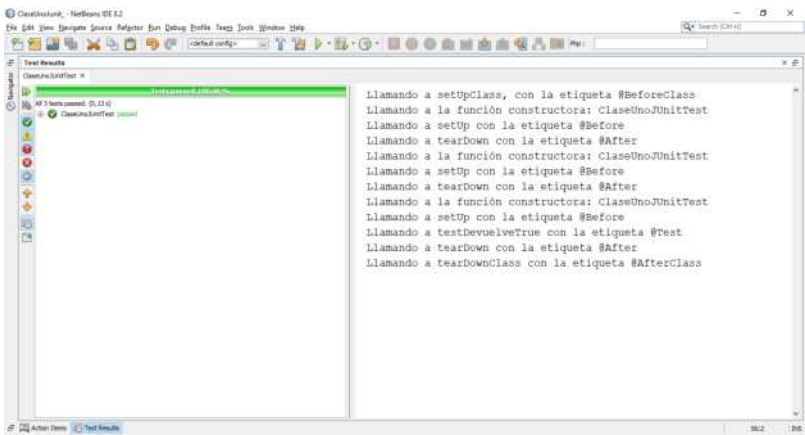 ClaseUnoJunit_ - NetBeans IDE 8.2
File Edit View Navigate Source Refactor Run Debug Profile Team Tools Window Help
Search (Ctrl+I)
<default config>
Test Results
ClaseUnoJUnitTest
Navigator
Tests passed: 100,00 %
All 3 tests passed. (0,13 s)
ClaseUnoJUnitTest passed
Llamando a setUpClass, con la etiqueta @BeforeClass
Llamando a la función constructora: ClaseUnoJUnitTest
Llamando a setUp con la etiqueta @Before
Llamando a tearDown con la etiqueta @After
Llamando a la función constructora: ClaseUnoJUnitTest
Llamando a setUp con la etiqueta @Before
Llamando a tearDown con la etiqueta @After
Llamando a la función constructora: ClaseUnoJUnitTest
Llamando a setUp con la etiqueta @Before
Llamando a testDevuelveTrue con la etiqueta @Test
Llamando a tearDown con la etiqueta @After
Llamando a tearDownClass con la etiqueta @AfterClass
Action Items Test Results
INS